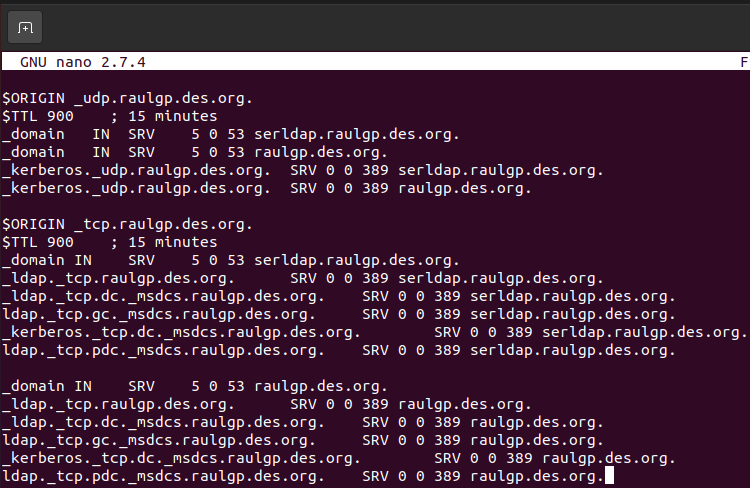 GNU nano 2.7.4 F
$ORIGIN _udp.raulgp.des.org.
$TTL 900    ; 15 minutes
_domain   IN  SRV    5 0 53 serldap.raulgp.des.org.
_domain   IN  SRV    5 0 53 raulgp.des.org.
_kerberos._udp.raulgp.des.org.  SRV 0 0 389 serldap.raulgp.des.org.
_kerberos._udp.raulgp.des.org.  SRV 0 0 389 raulgp.des.org.
$ORIGIN _tcp.raulgp.des.org.
$TTL 900    ; 15 minutes
_domain IN    SRV    5 0 53 serldap.raulgp.des.org.
_ldap._tcp.raulgp.des.org.      SRV 0 0 389 serldap.raulgp.des.org.
_ldap._tcp.dc._msdcs.raulgp.des.org.    SRV 0 0 389 serldap.raulgp.des.org.
ldap._tcp.gc._msdcs.raulgp.des.org.     SRV 0 0 389 serldap.raulgp.des.org.
_kerberos._tcp.dc._msdcs.raulgp.des.org.        SRV 0 0 389 serldap.raulgp.des.org.
ldap._tcp.pdc._msdcs.raulgp.des.org.    SRV 0 0 389 serldap.raulgp.des.org.
_domain IN    SRV    5 0 53 raulgp.des.org.
_ldap._tcp.raulgp.des.org.      SRV 0 0 389 raulgp.des.org.
_ldap._tcp.dc._msdcs.raulgp.des.org.    SRV 0 0 389 raulgp.des.org.
ldap._tcp.gc._msdcs.raulgp.des.org.     SRV 0 0 389 raulgp.des.org.
_kerberos._tcp.dc._msdcs.raulgp.des.org.        SRV 0 0 389 raulgp.des.org.
ldap._tcp.pdc._msdcs.raulgp.des.org.    SRV 0 0 389 raulgp.des.org.